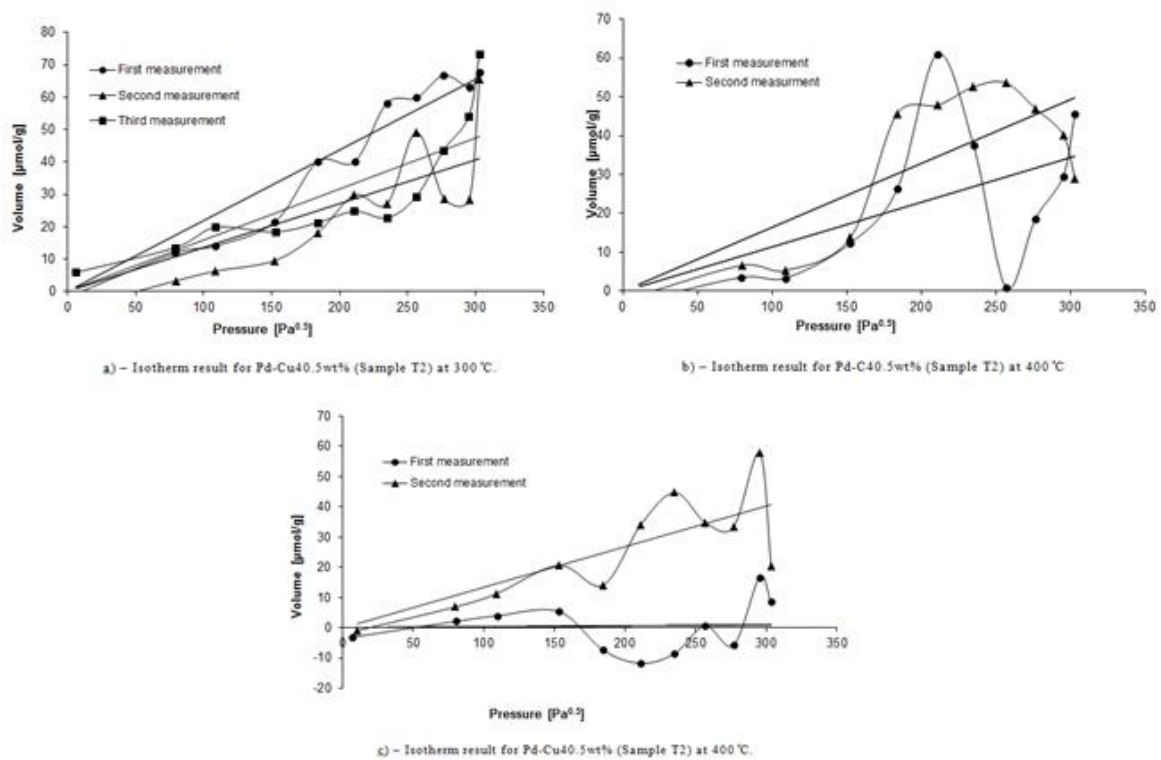 80
70
60
50
40
30
20
10
0
Volume [µmol/g]
First measurement
Second measurement
Third measurement
0 50 100 150 200 250 300 350
Pressure [Pa0.5]
a) – Isotherm result for Pd-Cu40.5wt% (Sample T2) at 300 °C.
70
60
50
40
30
20
10
0
Volume [µmol/g]
First measurement
Second measurment
0 50 100 150 200 250 300 350
Pressure [Pa0.5]
b) – Isotherm result for Pd-C40.5wt% (Sample T2) at 400 °C
70
60
50
40
30
20
10
0
-10
-20
Volume [µmol/g]
First measurement
Second measurement
0 50 100 150 200 250 300 350
Pressure [Pa0.5]
c) – Isotherm result for Pd-Cu40.5wt% (Sample T2) at 400 °C.